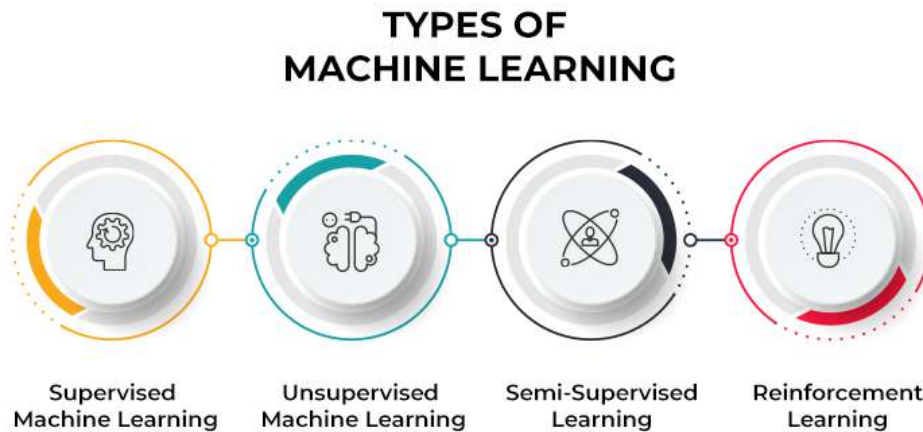 TYPES OF
MACHINE LEARNING
Supervised
Machine Learning
Unsupervised
Machine Learning
Semi-Supervised
Learning
Reinforcement
Learning